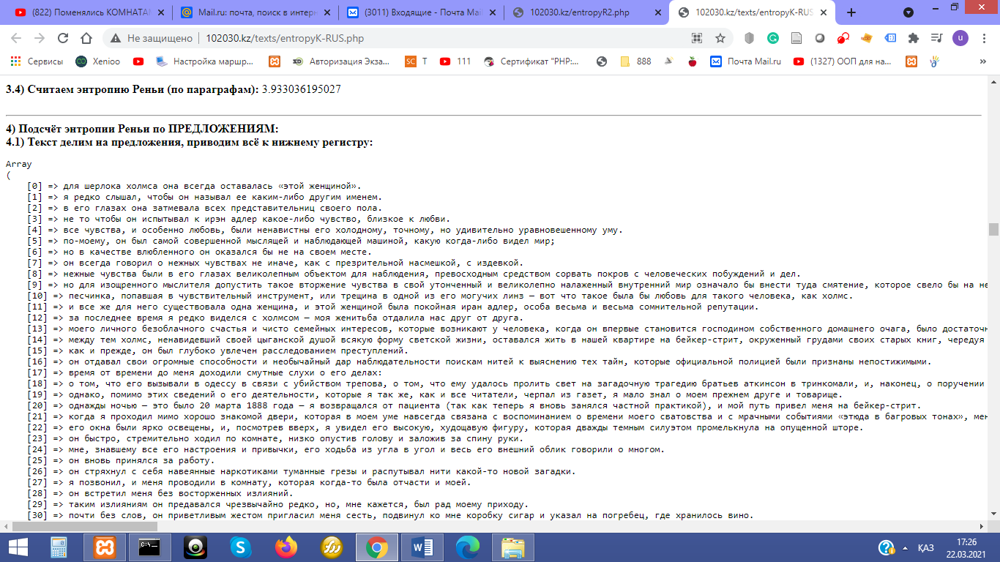 (822) Поменялись КОМНАТАМ
Mail.ru: почта, поиск в интерн
(3011) Входящие - Почта Mail
102030.kz/entropyR2.php
102030.kz/texts/entropyK-RUS
Не защищено
102030.kz/texts/entropyK-RUS.php
u
Сервисы
Xenioo
Настройка маршр...
Авторизация Экза...
SC
T
111
Сертификат "PHP:...
888
Почта Mail.ru
(1327) ООП для на...
»
3.4) Считаем энтропию Реньи (по параграфам): 3.933036195027
4) Подсчёт энтропии Реньи по ПРЕДЛОЖЕНИЯМ:
4.1) Текст делим на предложения, приводим всё к нижнему регистру:
Array
(
[0] => для шерлока холмса она всегда оставалась «этой женщиной».
[1] => я редко слышал, чтобы он называл ее каким-либо другим именем.
[2] => в его глазах она затмевала всех представительниц своего пола.
[3] => не то чтобы он испытывал к ирэн адлер какое-либо чувство, близкое к любви.
[4] => все чувства, и особенно любовь, были ненавистны его холодному, точному, но удивительно уравновешенному уму.
[5] => по-моему, он был самой совершенной мыслящей и наблюдающей машиной, какую когда-либо видел мир;
[6] => но в качестве влюбленного он оказался бы не на своем месте.
[7] => он всегда говорил о нежных чувствах не иначе, как с презрительной насмешкой, с издевкой.
[8] => нежные чувства были в его глазах великолепным объектом для наблюдения, превосходным средством сорвать покров с человеческих побуждений и дел.
[9] => но для изощренного мыслителя допустить такое вторжение чувства в свой утонченный и великолепно налаженный внутренний мир означало бы внести туда смятение, которое свело бы на не
[10] => песчинка, попавшая в чувствительный инструмент, или трещина в одной из его могучих линз — вот что такое была бы любовь для такого человека, как холмс.
[11] => и все же для него существовала одна женщина, и этой женщиной была покойная иран адлер, особа весьма и весьма сомнительной репутации.
[12] => за последнее время я редко виделся с холмсом — моя женитьба отдалила нас друг от друга.
[13] => моего личного безоблачного счастья и чисто семейных интересов, которые возникают у человека, когда он впервые становится господином собственного домашнего очага, было достаточн
[14] => между тем холмс, ненавидевший своей цыганской душой всякую форму светской жизни, оставался жить в нашей квартире на бейкер-стрит, окруженный грудами своих старых книг, чередуя
[15] => как и прежде, он был глубоко увлечен расследованием преступлений.
[16] => он отдавал свои огромные способности и необычайный дар наблюдательности поискам нитей к выяснению тех тайн, которые официальной полицией были признаны непостижимыми.
[17] => время от времени до меня доходили смутные слухи о его делах:
[18] => о том, что его вызывали в одессу в связи с убийством трепова, о том, что ему удалось пролить свет на загадочную трагедию братьев аткинсон в тринкомали, и, наконец, о поручении
[19] => однако, помимо этих сведений о его деятельности, которые я так же, как и все читатели, черпал из газет, я мало знал о моем прежнем друге и товарище.
[20] => однажды ночью — это было 20 марта 1888 года — я возвращался от пациента (так как теперь я вновь занялся частной практикой), и мой путь привел меня на бейкер-стрит.
[21] => когда я проходил мимо хорошо знакомой двери, которая в моем уме навсегда связана с воспоминанием о времени моего сватовства и с мрачными событиями «этюда в багровых тонах», мен
[22] => его окна были ярко освещены, и, посмотрев вверх, я увидел его высокую, худощавую фигуру, которая дважды темным силуэтом промелькнула на опущенной шторе.
[23] => он быстро, стремительно ходил по комнате, низко опустив голову и заложив за спину руки.
[24] => мне, знавшему все его настроения и привычки, его ходьба из угла в угол и весь его внешний облик говорили о многом.
[25] => он вновь принялся за работу.
[26] => он стряхнул с себя навеянные наркотиками туманные грезы и распутывал нити какой-то новой загадки.
[27] => я позвонил, и меня проводили в комнату, которая когда-то была отчасти и моей.
[28] => он встретил меня без восторженных излияний.
[29] => таким излияниям он предавался чрезвычайно редко, но, мне кажется, был рад моему приходу.
[30] => почти без слов, он приветливым жестом пригласил меня сесть, подвинул ко мне коробку сигар и указал на погребец, где хранилось вино.
ҚАЗ
17:26
22.03.2021